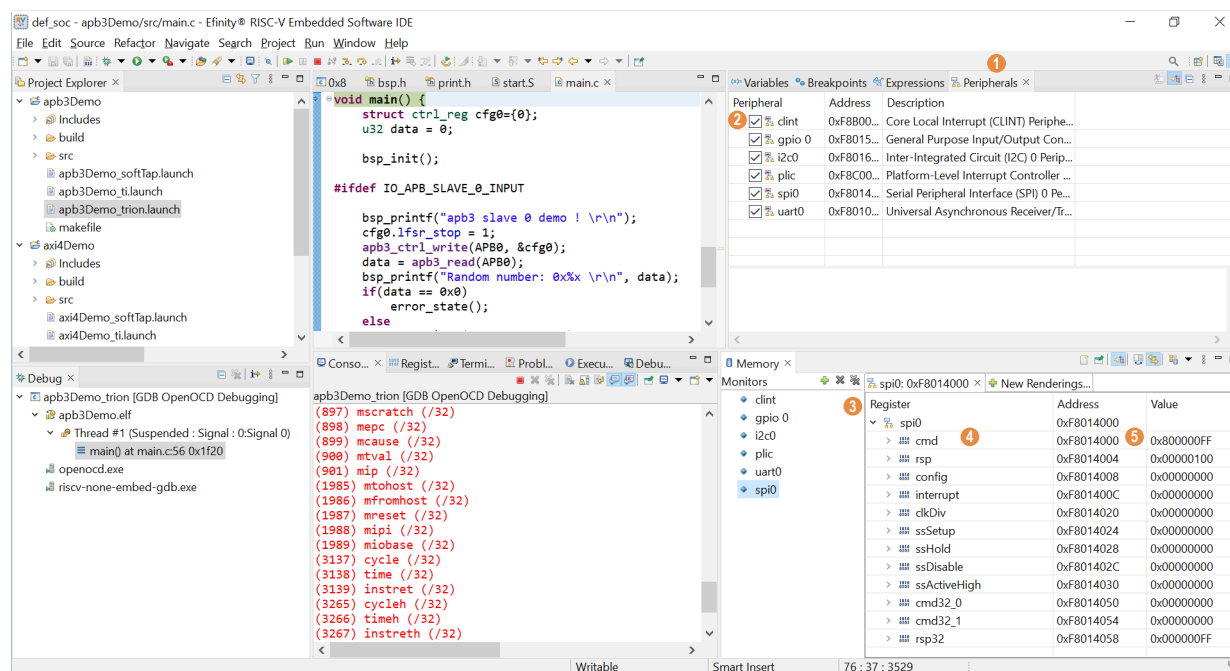 def_soc - apb3Demo/src/main.c - Efinity® RISC-V Embedded Software IDE
File Edit Source Refactor Navigate Search Project Run Window Help
Project Explorer
apb3Demo
Includes
build
src
apb3Demo_softTap.launch
apb3Demo_ti.launch
apb3Demo_trion.launch
makefile
axi4Demo
Includes
build
src
axi4Demo_softTap.launch
axi4Demo_ti.launch
0x8 bsp.h print.h start.S main.c
void main() {
struct ctrl_reg cfg0={0};
u32 data = 0;
bsp_init();
#ifdef IO_APB_SLAVE_0_INPUT
bsp_printf("apb3 slave 0 demo ! \r\n");
cfg0.lfsr_stop = 1;
apb3_ctrl_write(APB0, &cfg0);
data = apb3_read(APB0);
bsp_printf("Random number: 0x%x \r\n", data);
if(data == 0x0)
error_state();
else
1
Variables Breakpoints Expressions Peripherals
Peripheral Address Description
2 clint 0xF8B00... Core Local Interrupt (CLINT) Periphe...
gpio 0 0xF8015... General Purpose Input/Output Con...
i2c0 0xF8016... Inter-Integrated Circuit (I2C) 0 Perip...
plic 0xF8C00... Platform-Level Interrupt Controller ...
spi0 0xF8014... Serial Peripheral Interface (SPI) 0 Pe...
uart0 0xF8010... Universal Asynchronous Receiver/Tr...
Debug
apb3Demo_trion [GDB OpenOCD Debugging]
apb3Demo.elf
Thread #1 (Suspended : Signal : 0:Signal 0)
main() at main.c:56 0x1f20
openocd.exe
riscv-none-embed-gdb.exe
Conso... Regist... Termi... Probl... Execu... Debu...
apb3Demo_trion [GDB OpenOCD Debugging]
(897) mscratch (/32)
(898) mepc (/32)
(899) mcause (/32)
(900) mtval (/32)
(901) mip (/32)
(1985) mtohost (/32)
(1986) mfromhost (/32)
(1987) mreset (/32)
(1988) mipi (/32)
(1989) miobase (/32)
(3137) cycle (/32)
(3138) time (/32)
(3139) instret (/32)
(3265) cycleh (/32)
(3266) timeh (/32)
(3267) instreth (/32)
Memory
Monitors
clint
gpio 0
i2c0
plic
uart0
spi0
spi0: 0xF8014000 New Renderings...
3 Register Address Value
spi0 0xF8014000
cmd 4 0xF8014000 5 0x800000FF
rsp 0xF8014004 0x00000100
config 0xF8014008 0x00000000
interrupt 0xF801400C 0x00000000
clkDiv 0xF8014020 0x00000000
ssSetup 0xF8014024 0x00000000
ssHold 0xF8014028 0x00000000
ssDisable 0xF801402C 0x00000000
ssActiveHigh 0xF8014030 0x00000000
cmd32_0 0xF8014050 0x00000000
cmd32_1 0xF8014054 0x00000000
rsp32 0xF8014058 0x000000FF
Writable Smart Insert 76 : 37 : 3529